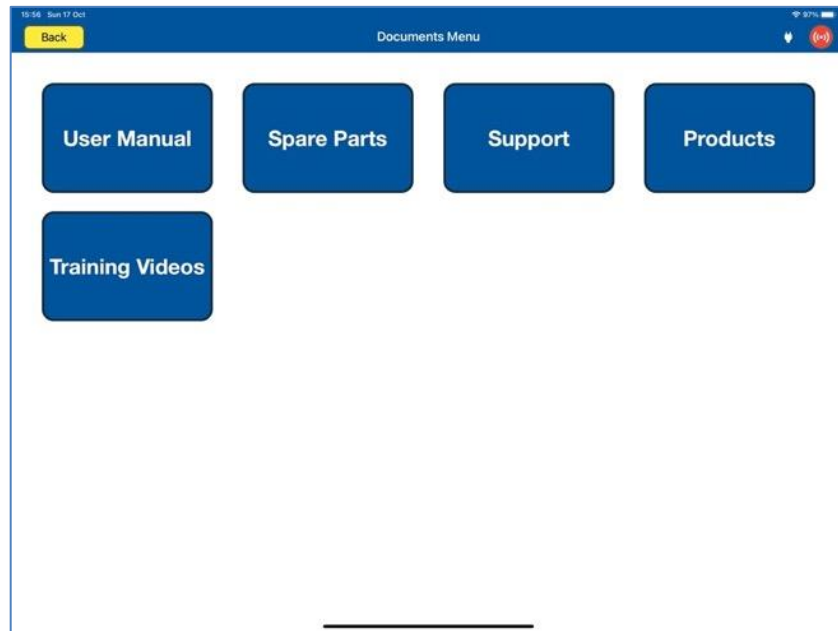 15:56 Sun 17 Oct 97%
Back Documents Menu
User Manual Spare Parts Support Products
Training Videos